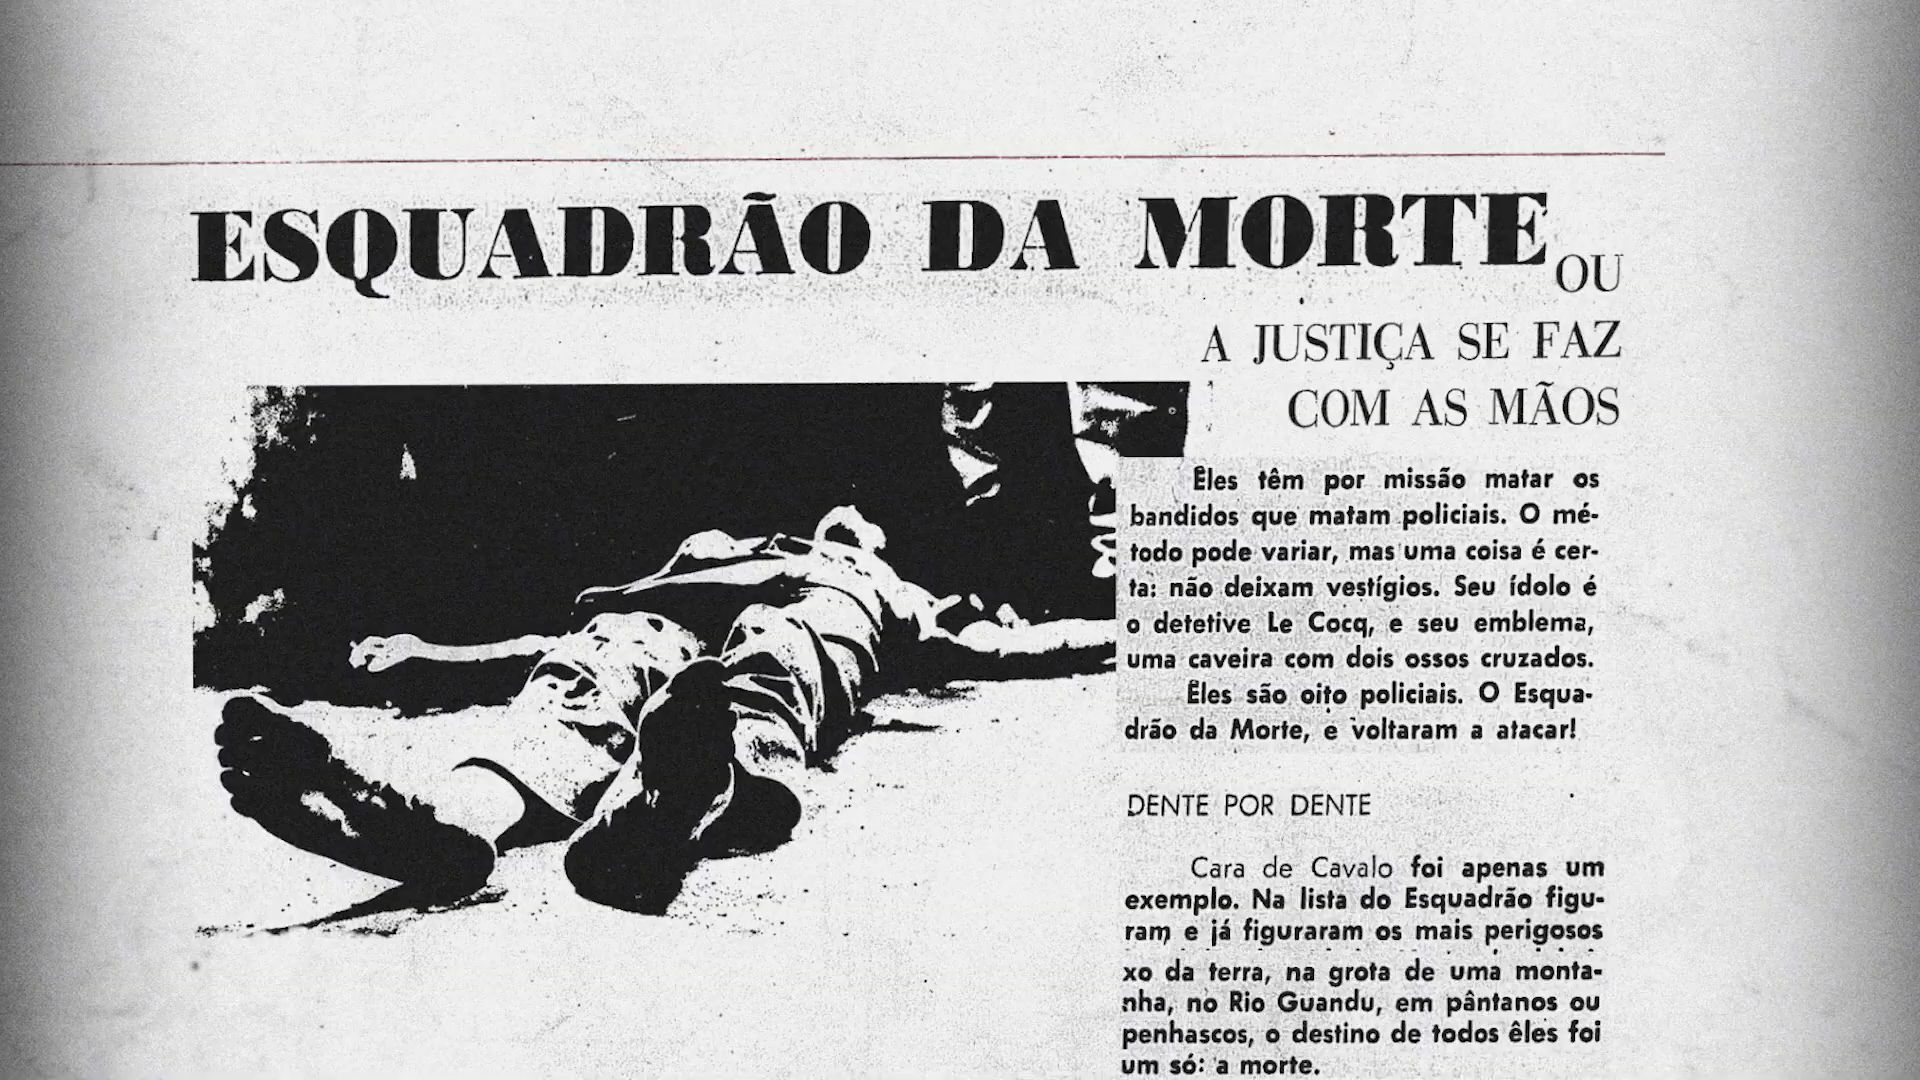 ESQUADRÃO DA MORTE OU
A JUSTIÇA SE FAZ
COM AS MÃOS
Êles têm por missão matar os
bandidos que matam policiais. O mé-
todo pode variar, mas uma coisa é cer-
ta: não deixam vestígios. Seu ídolo é
o detetive Le Cocq, e seu emblema,
uma caveira com dois ossos cruzados.
Êles são oito policiais. O Esqua-
drão da Morte, e voltaram a atacar!
DENTE POR DENTE
Cara de Cavalo foi apenas um
exemplo. Na lista do Esquadrão figu-
ram e já figuraram os mais perigosos
xo da terra, na grota de uma monta-
nha, no Rio Guandu, em pântanos ou
penhascos, o destino de todos êles foi
um só: a morte.